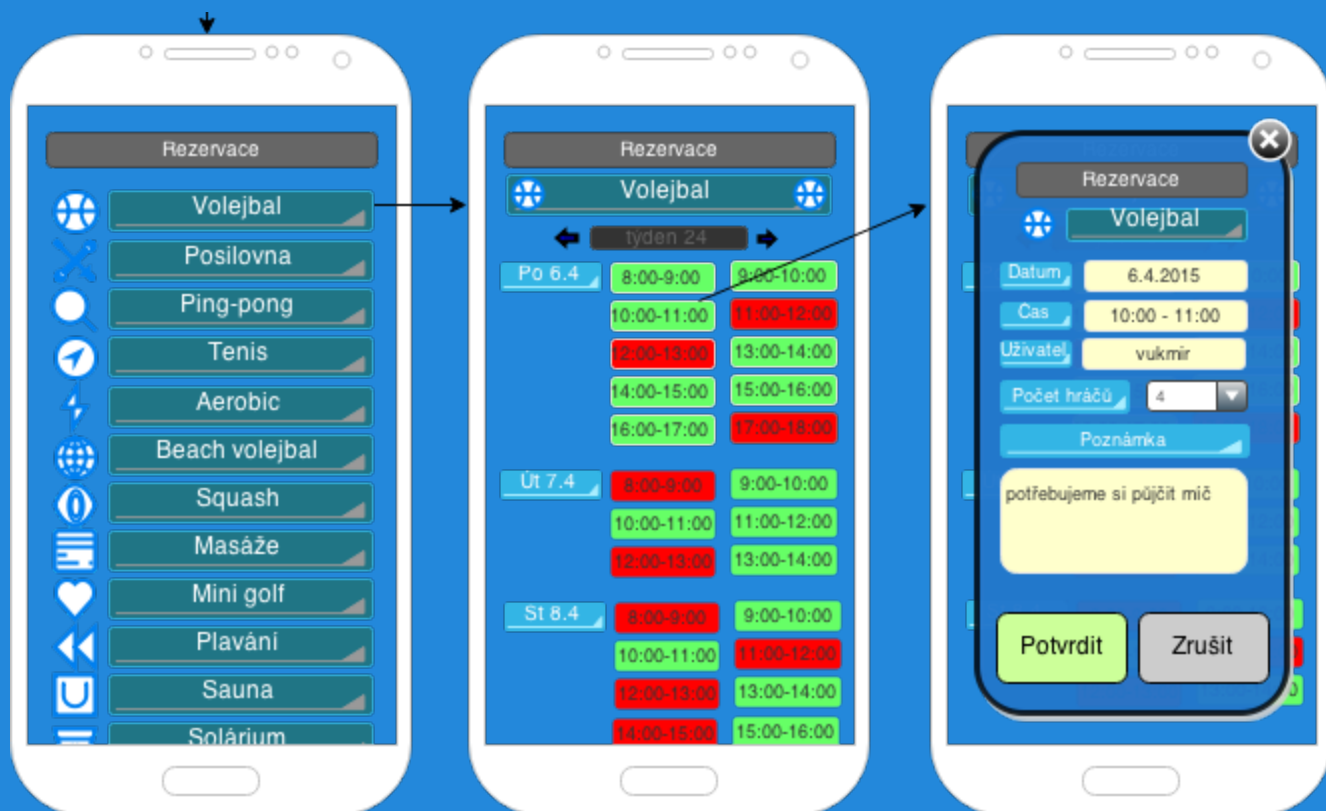 Rezervace
Volejbal
Posilovna
Ping-pong
Tenis
Aerobic
Beach volejbal
Squash
Masáže
Mini golf
Plavání
Sauna
Solárium
Rezervace
Volejbal
týden 24
Po 6.4 8:00-9:00 9:00-10:00
10:00-11:00 11:00-12:00
12:00-13:00 13:00-14:00
14:00-15:00 15:00-16:00
16:00-17:00 17:00-18:00
Út 7.4 8:00-9:00 9:00-10:00
10:00-11:00 11:00-12:00
12:00-13:00 13:00-14:00
St 8.4 8:00-9:00 9:00-10:00
10:00-11:00 11:00-12:00
12:00-13:00 13:00-14:00
14:00-15:00 15:00-16:00
Rezervace
Volejbal
Datum 6.4.2015
Čas 10:00 - 11:00
Uživatel vukmir
Počet hráčů 4
Poznámka
potřebujeme si půjčit míč
Potvrdit Zrušit